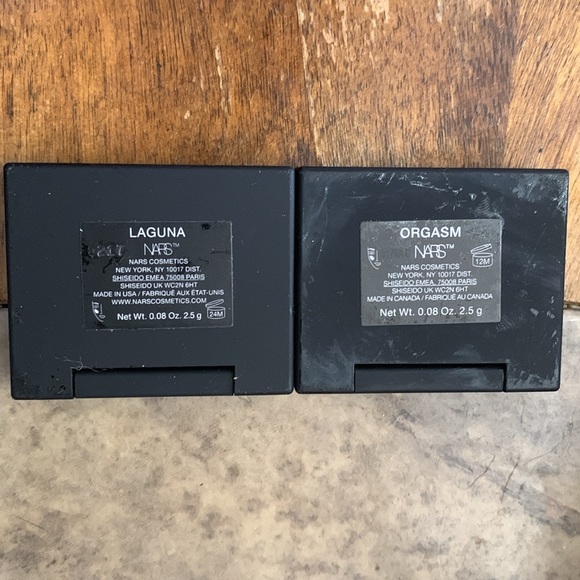 LAGUNA
NARS™
NARS COSMETICS
NEW YORK, NY 10017 DIST.
SHISEIDO EMEA 75008 PARIS
SHISEIDO UK WC2N 6HT
MADE IN USA / FABRIQUÉ AUX ÉTAT-UNIS
WWW.NARSCOSMETICS.COM
Net Wt. 0.08 Oz. 2.5 g
24M
ORGASM
NARS™
NARS COSMETICS
NEW YORK, NY 10017 DIST.
SHISEIDO EMEA, 75008 PARIS
SHISEIDO UK WC2N 6HT
MADE IN CANADA / FABRIQUÉ AU CANADA
Net Wt. 0.08 Oz. 2.5 g
12M